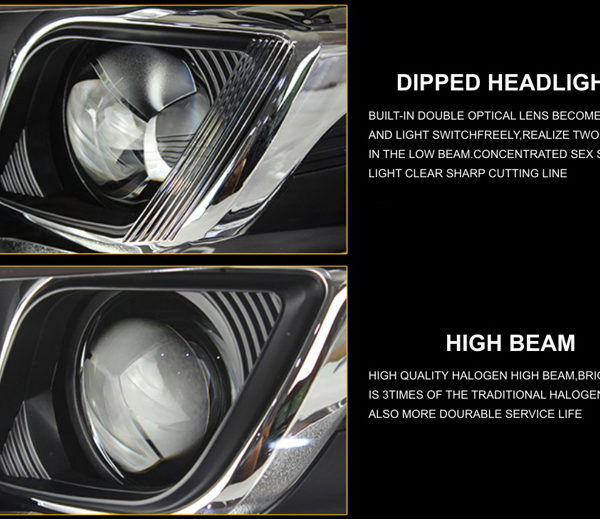 DIPPED HEADLIGH
BUILT-IN DOUBLE OPTICAL LENS BECOME
AND LIGHT SWITCHFREELY,REALIZE TWO
IN THE LOW BEAM.CONCENTRATED SEX S
LIGHT CLEAR SHARP CUTTING LINE
HIGH BEAM
HIGH QUALITY HALOGEN HIGH BEAM,BRIG
IS 3TIMES OF THE TRADITIONAL HALOGEN
ALSO MORE DOURABLE SERVICE LIFE